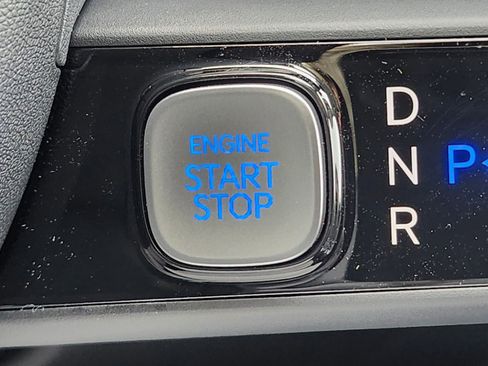 ENGINE
START
STOP
D
N P<
R